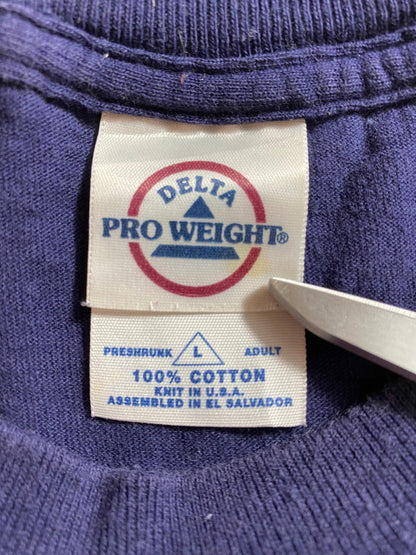 DELTA
PRO WEIGHT®
PRESHRUNK L ADULT
100% COTTON
KNIT IN U.S.A.
ASSEMBLED IN EL SALVADOR